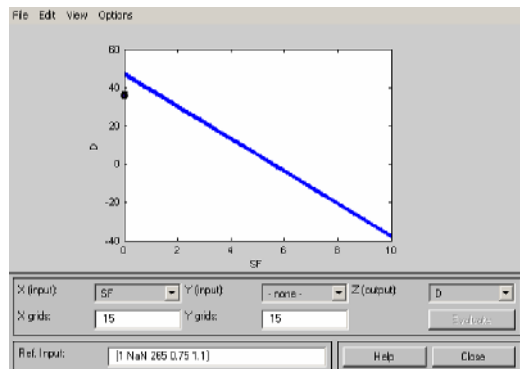 File Edit View Options
60
40
20
0
-20
-40
D
0 2 4 6 8 10
SF
X (input): SF Y (input): - none - Z (output): D
X grids: 15 Y grids: 15 Evaluate
Ref. Input: [1 NaN 265 0.75 1.1] Help Close